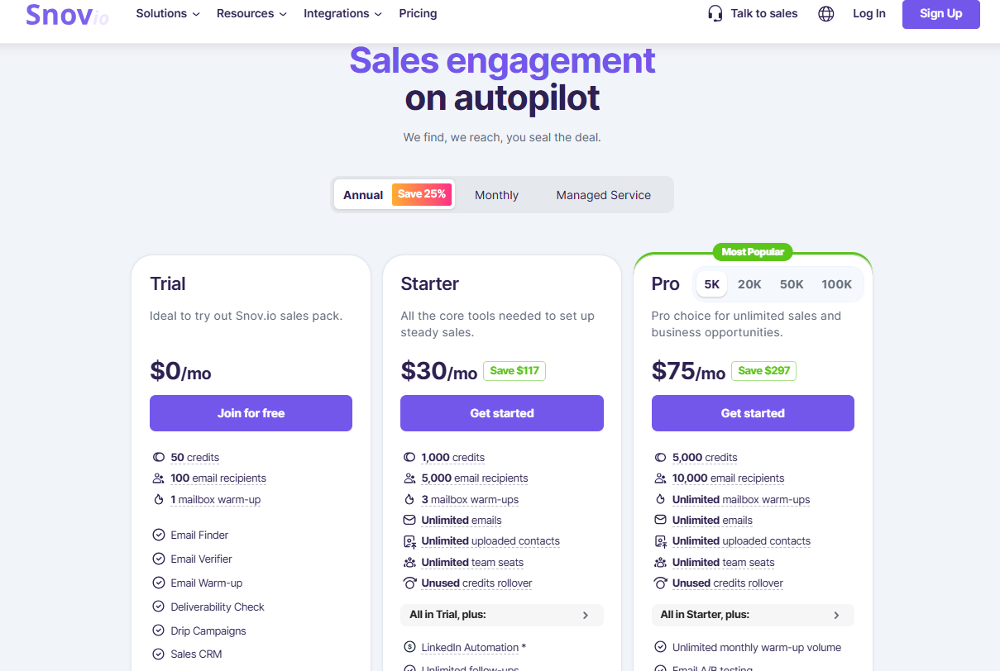 Snovio
Solutions
Resources
Integrations
Pricing
Talk to sales
Log In
Sign Up
Sales engagement
on autopilot
We find, we reach, you seal the deal.
Annual
Save 25%
Monthly
Managed Service
Trial
Ideal to try out Snov.io sales pack.
$0/mo
Join for free
50 credits
100 email recipients
1 mailbox warm-up
Email Finder
Email Verifier
Email Warm-up
Deliverability Check
Drip Campaigns
Sales CRM
Starter
All the core tools needed to set up
steady sales.
$30/mo
Save $117
Get started
1,000 credits
5,000 email recipients
3 mailbox warm-ups
Unlimited emails
Unlimited uploaded contacts
Unlimited team seats
Unused credits rollover
All in Trial, plus:
LinkedIn Automation *
Unlimited follow-ups
Most Popular
Pro
5K
20K
50K
100K
Pro choice for unlimited sales and
business opportunities.
$75/mo
Save $297
Get started
5,000 credits
10,000 email recipients
Unlimited mailbox warm-ups
Unlimited emails
Unlimited uploaded contacts
Unlimited team seats
Unused credits rollover
All in Starter, plus:
Unlimited monthly warm-up volume
Email A/B testing